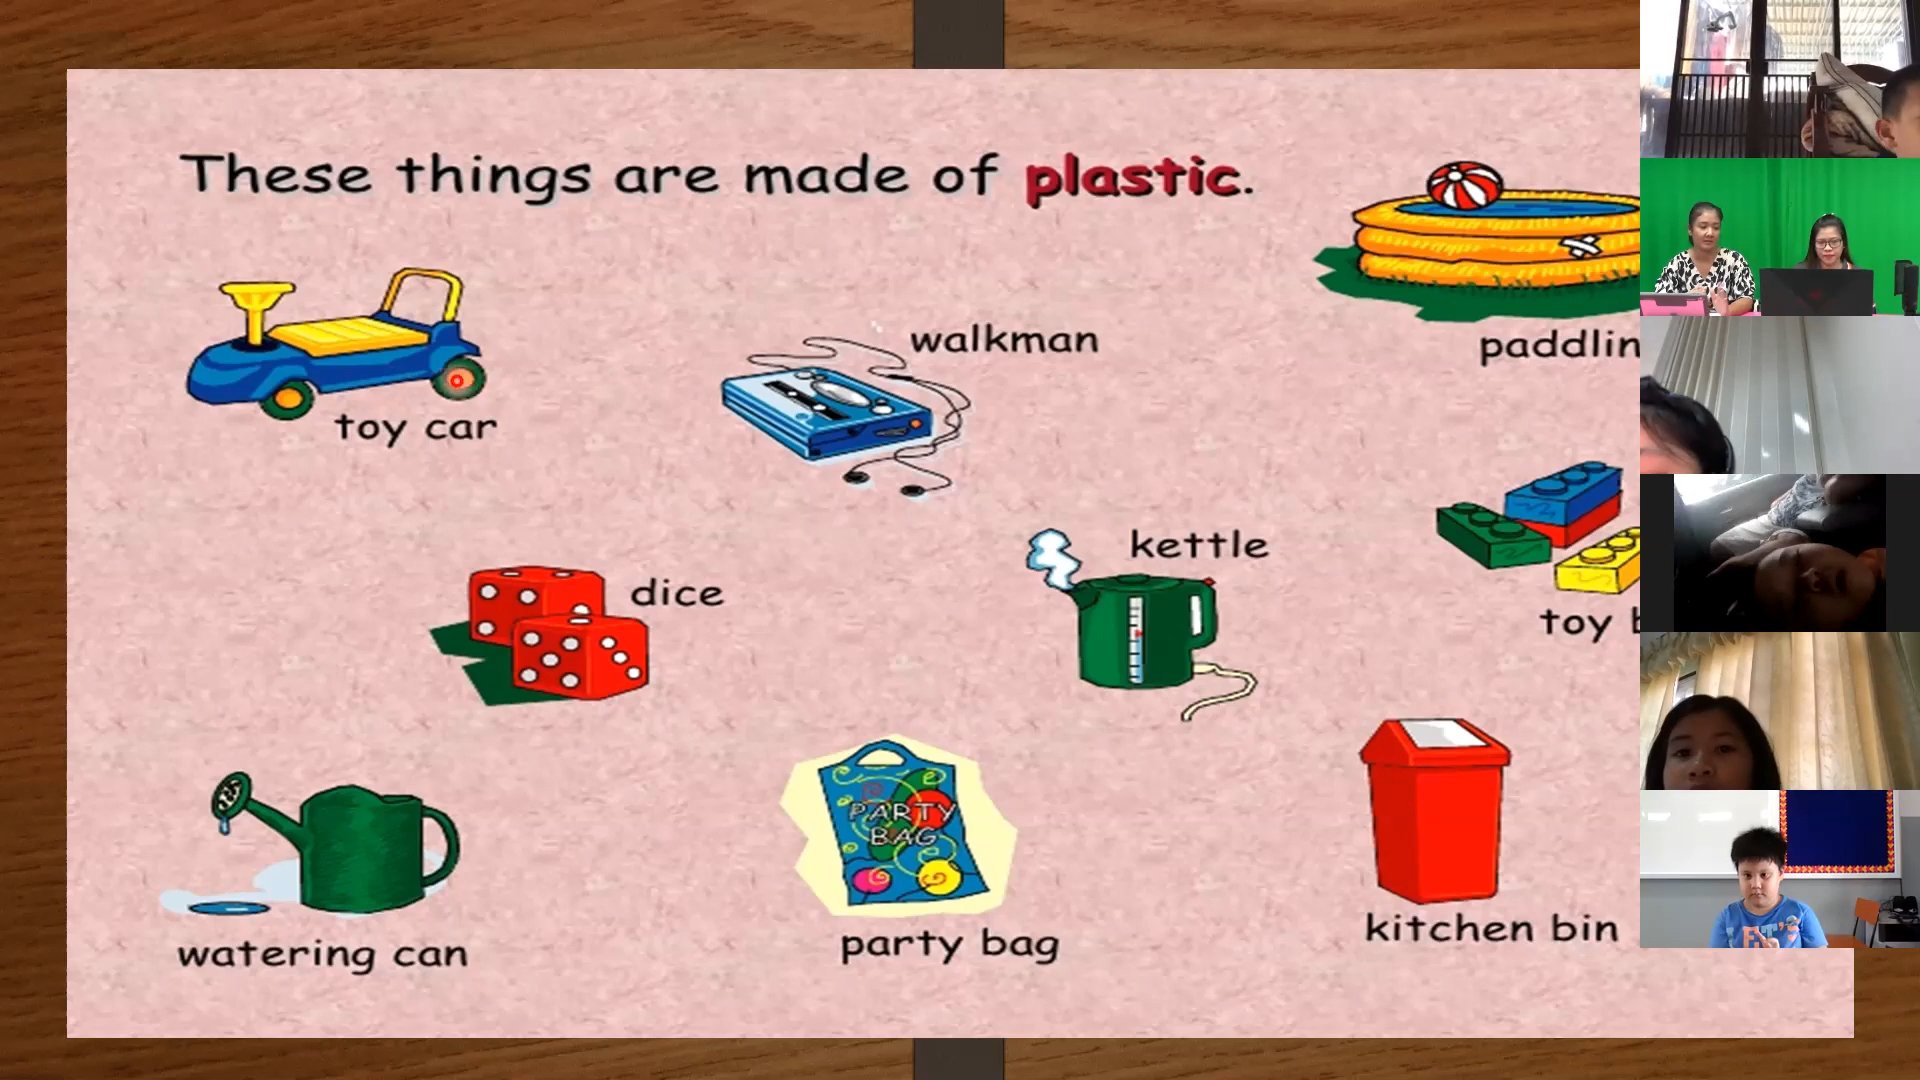 These things are made of plastic.
toy car
walkman
paddlin
dice
kettle
toy b
watering can
PARTY
BAG
party bag
kitchen bin